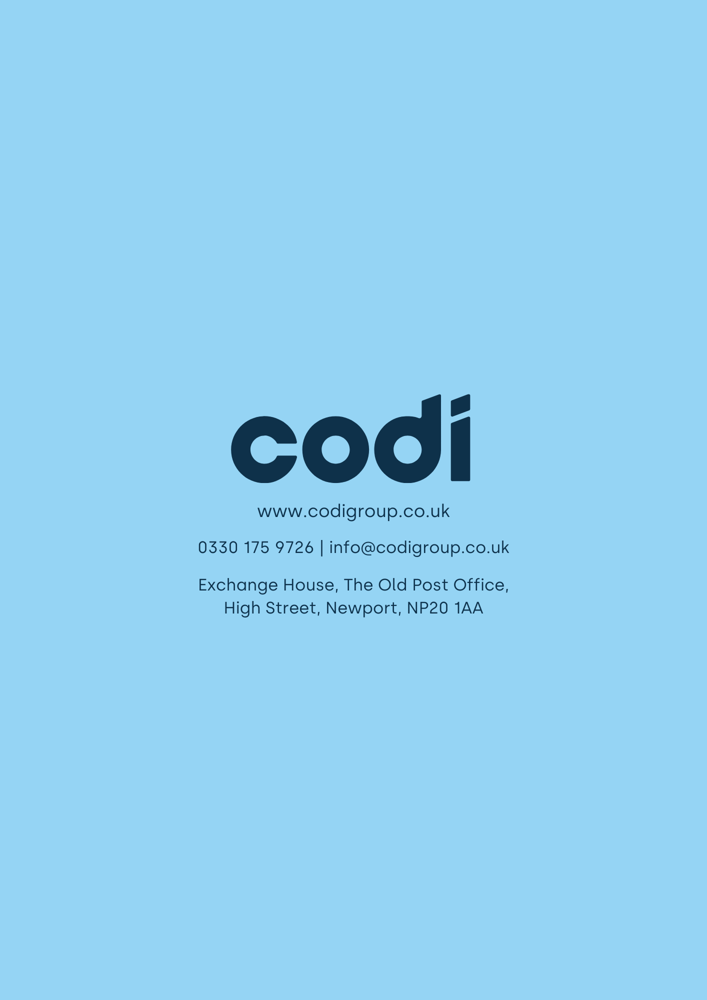 codi
www.codigroup.co.uk
0330 175 9726 | info@codigroup.co.uk
Exchange House, The Old Post Office,
High Street, Newport, NP20 1AA